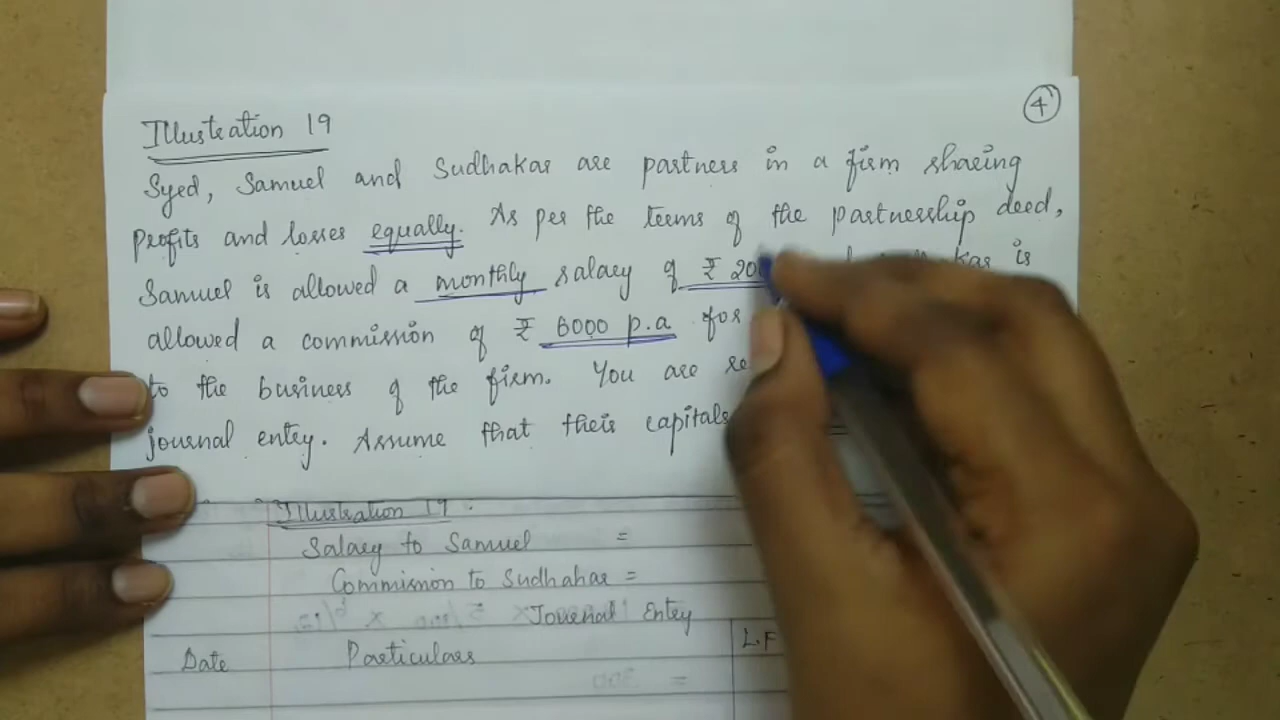 4
Illustration 19
Syed, Samuel and Sudhakar are partners in a firm sharing
profits and losses equally. As per the terms of the partnership deed,
Samuel is allowed a monthly salary of ₹ 20 is
allowed a commission of ₹ 6000 p.a for
to the business of the firm. You are
journal entry. Assume that their capitals
Illustration 19.
Salary to Samuel =
Commission to Sudhakar =
Journal Entry
Date Particulars L.F